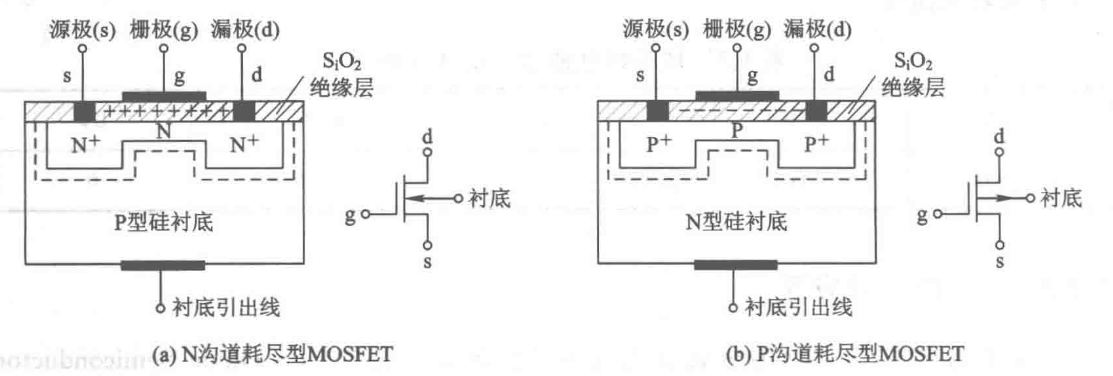 源极(s) 栅极(g) 漏极(d)
s g d
SiO2
绝缘层
+ + + + + + +
N+ N N+
P型硅衬底
d
衬底
g
s
衬底引出线
(a) N沟道耗尽型MOSFET
源极(s) 栅极(g) 漏极(d)
s g d
SiO2
绝缘层
P+ P P+
N型硅衬底
d
衬底
g
s
衬底引出线
(b) P沟道耗尽型MOSFET